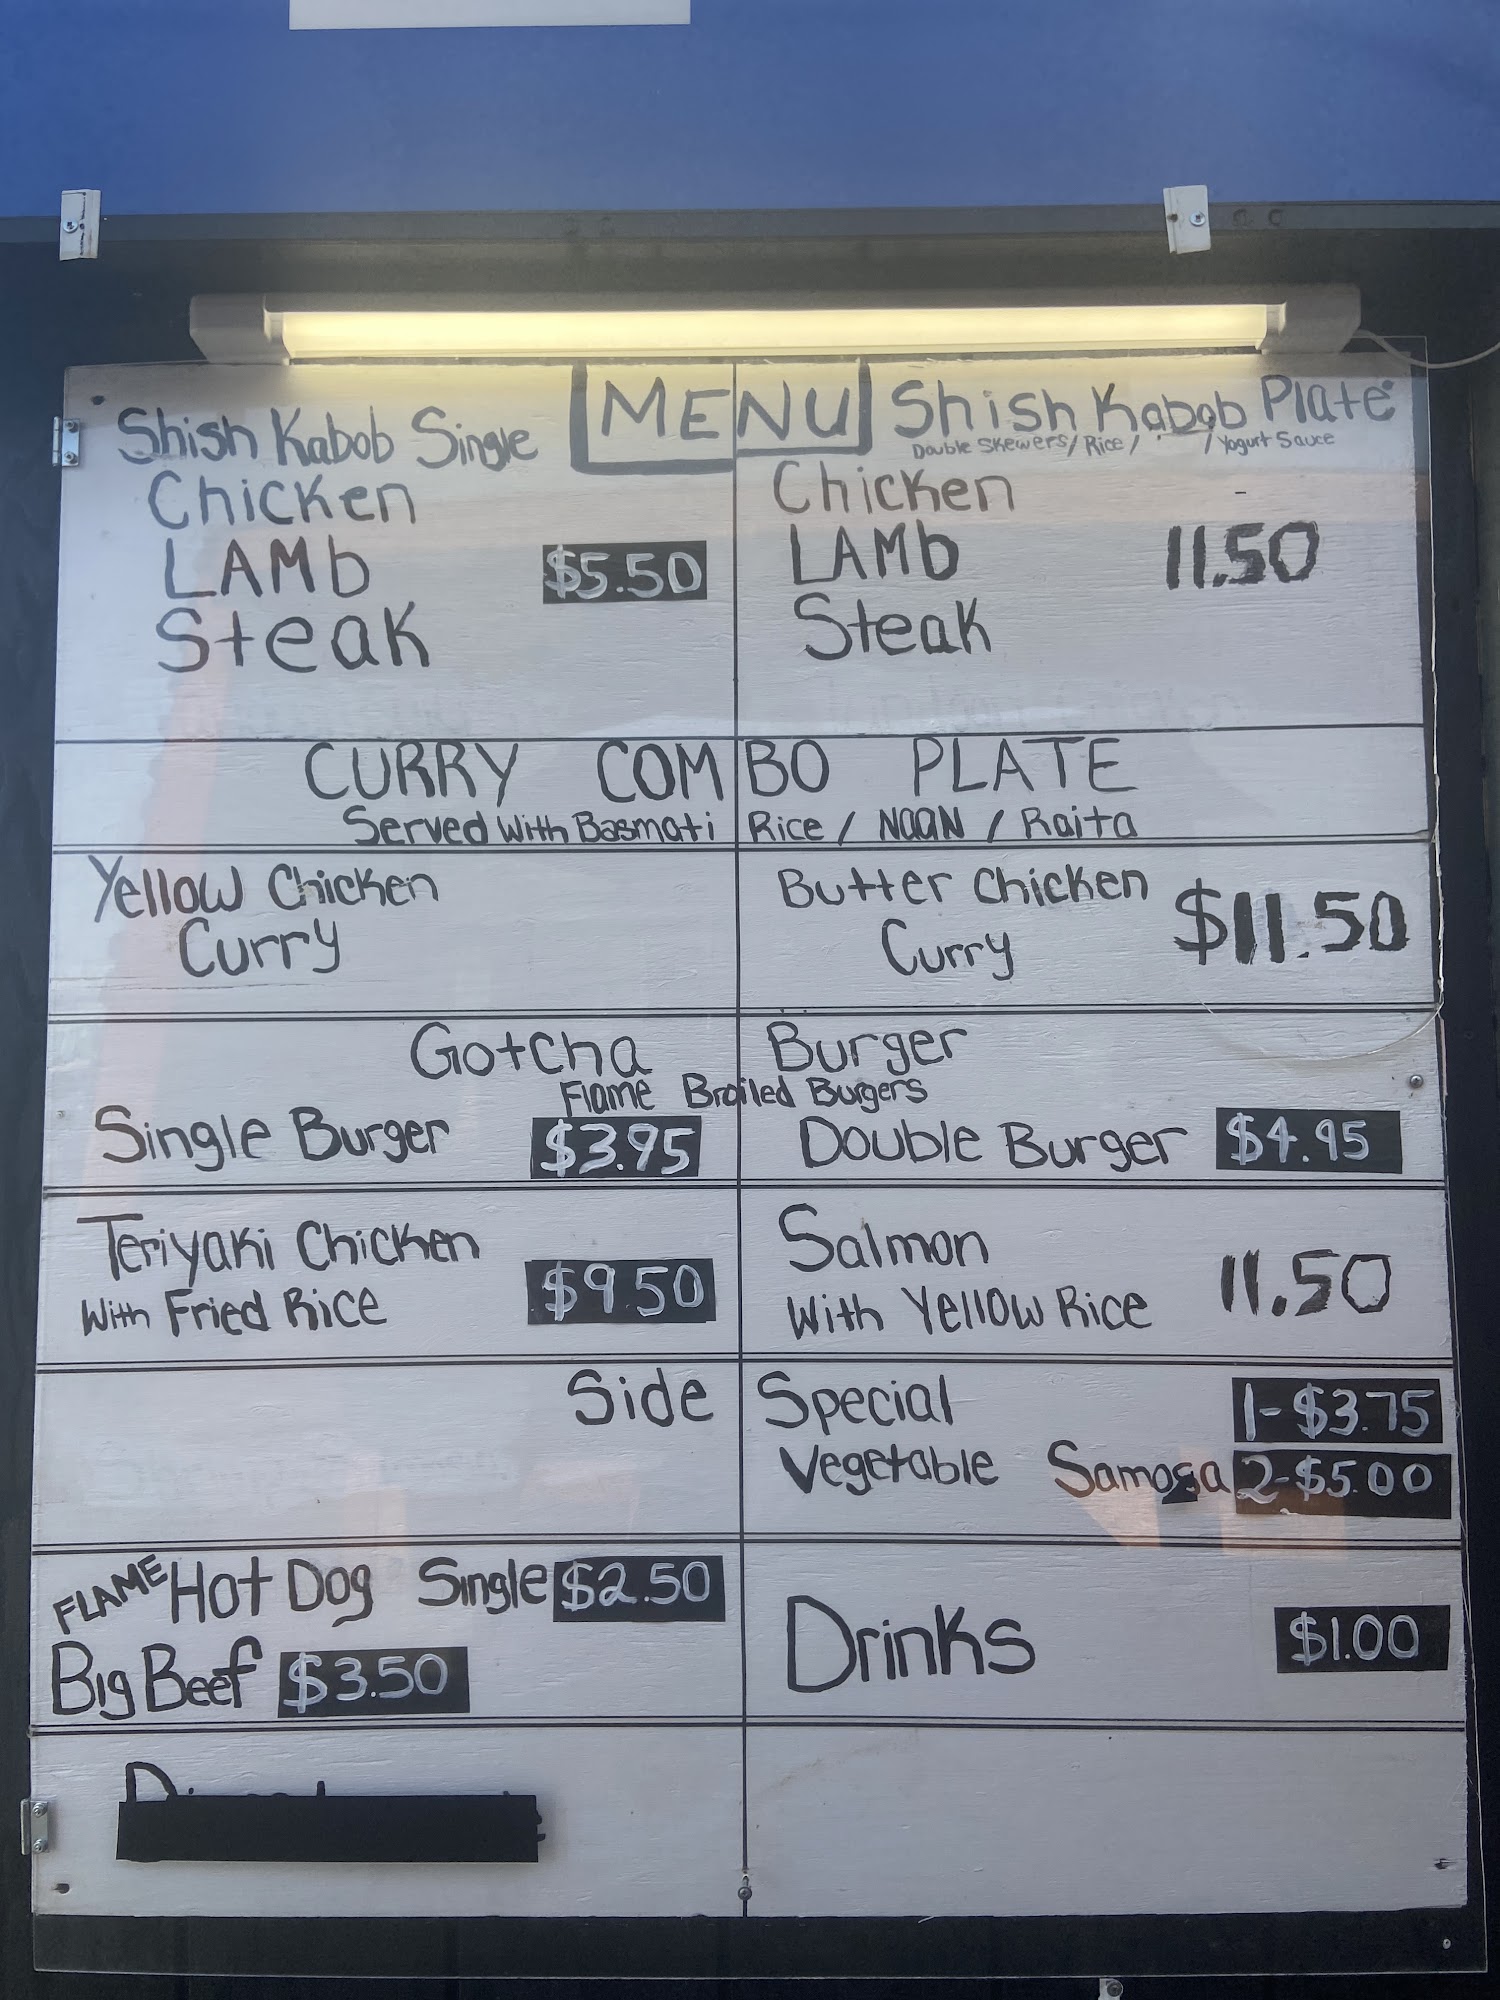 MENU
Shish Kabob Single
Chicken
LAMb
$5.50
Steak
Shish Kabob Plate
Double Skewers / Rice / / Yogurt Sauce
Chicken
LAMb
11.50
Steak
CURRY COMBO PLATE
Served With Basmati Rice / NaaN / Raita
Yellow Chicken
Curry
Butter Chicken
Curry
$11.50
Gotcha Burger
Flame Broiled Burgers
Single Burger $3.95
Double Burger $4.95
Teriyaki Chicken
With Fried Rice
$9.50
Salmon
With Yellow Rice
11.50
Side Special
Vegetable Samosa
1-$3.75
2-$5.00
FLAME Hot Dog Single $2.50
Big Beef $3.50
Drinks $1.00